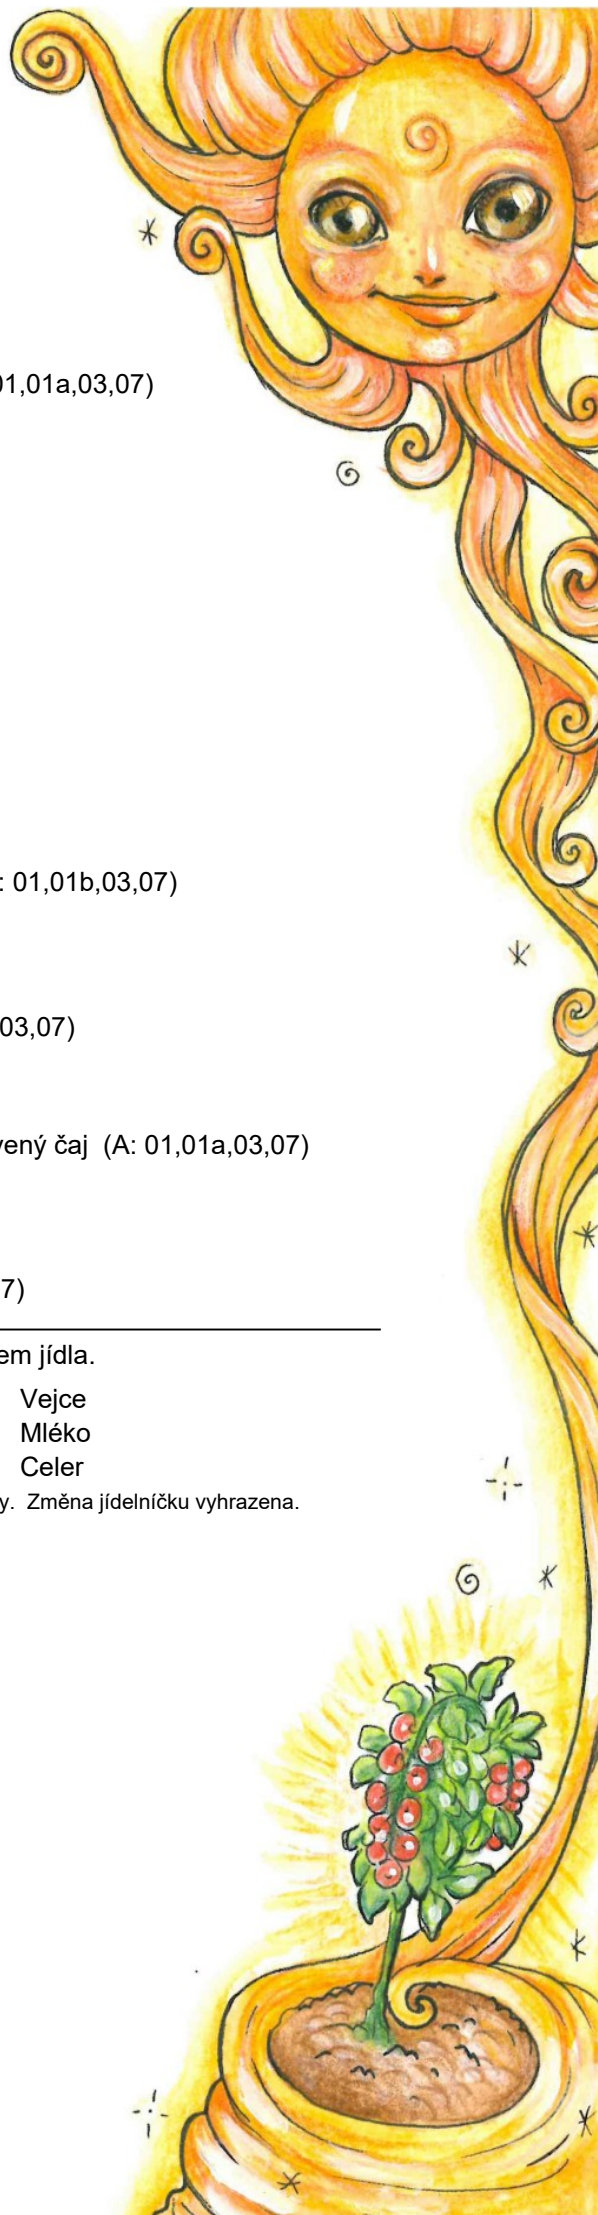 01,01a,03,07)
: 01,01b,03,07)
03,07)
vený čaj (A: 01,01a,03,07)
7)
em jídla.
Vejce
Mléko
Celer
y. Změna jídelníčku vyhrazena.